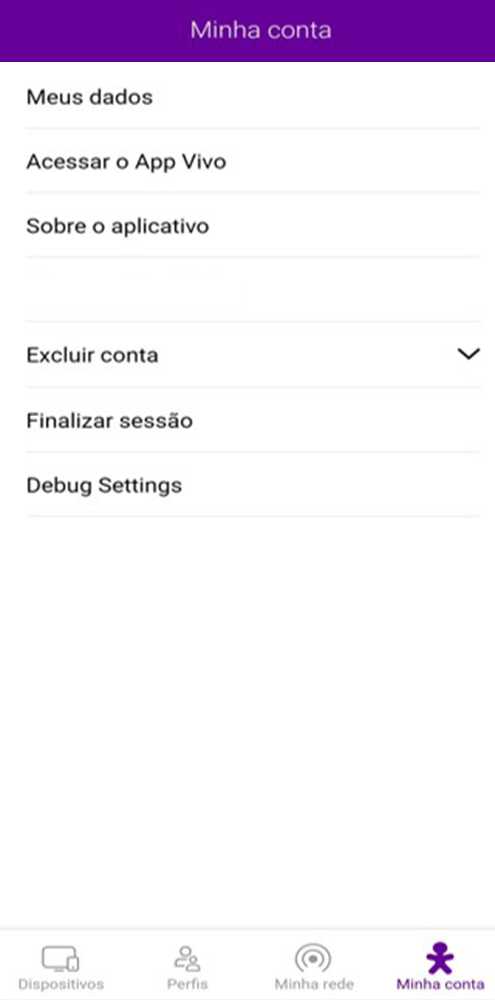 Minha conta
Meus dados
Acessar o App Vivo
Sobre o aplicativo
Excluir conta
Finalizar sessão
Debug Settings
Dispositivos
Perfis
Minha rede
Minha conta